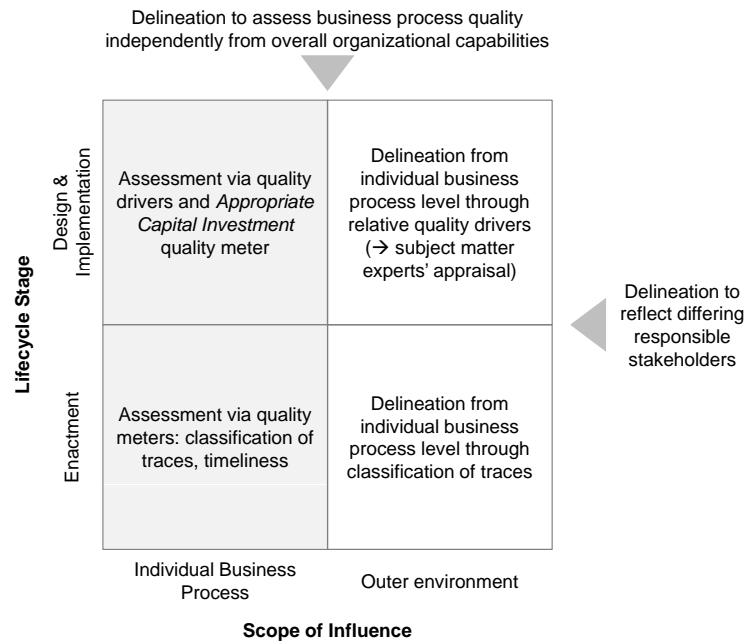 Delineation to assess business process quality
independently from overall organizational capabilities
Lifecycle Stage
Design &
Implementation
Assessment via quality
drivers and Appropriate
Capital Investment
quality meter
Delineation from
individual business
process level through
relative quality drivers
(→ subject matter
experts' appraisal)
Delineation to
reflect differing
responsible
stakeholders
Enactment
Assessment via quality
meters: classification of
traces, timeliness
Delineation from
individual business
process level through
classification of traces
Individual Business
Process
Outer environment
Scope of Influence